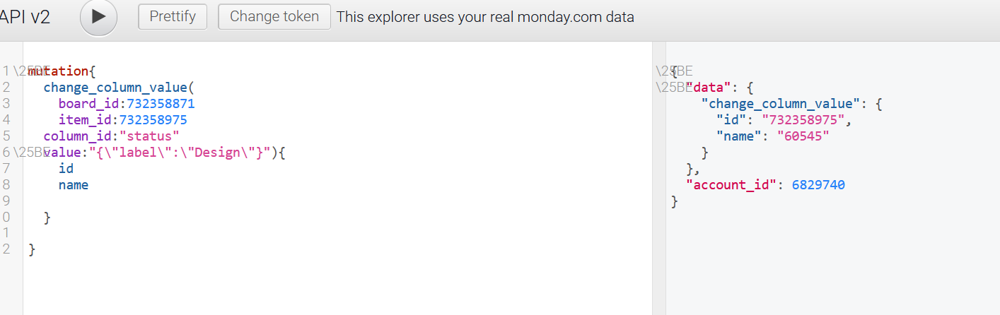 API v2 Prettify Change token This explorer uses your real monday.com data
1 \25BE mutation{
2 change_column_value(
3 board_id:732358871
4 item_id:732358975
5 column_id:"status"
6 \25BE value:"{\"label\":\"Design\"}"){
7 id
8 name
9
0 }
1
2 }
\25BE {
\25BE "data": {
"change_column_value": {
"id": "732358975",
"name": "60545"
}
},
"account_id": 6829740
}